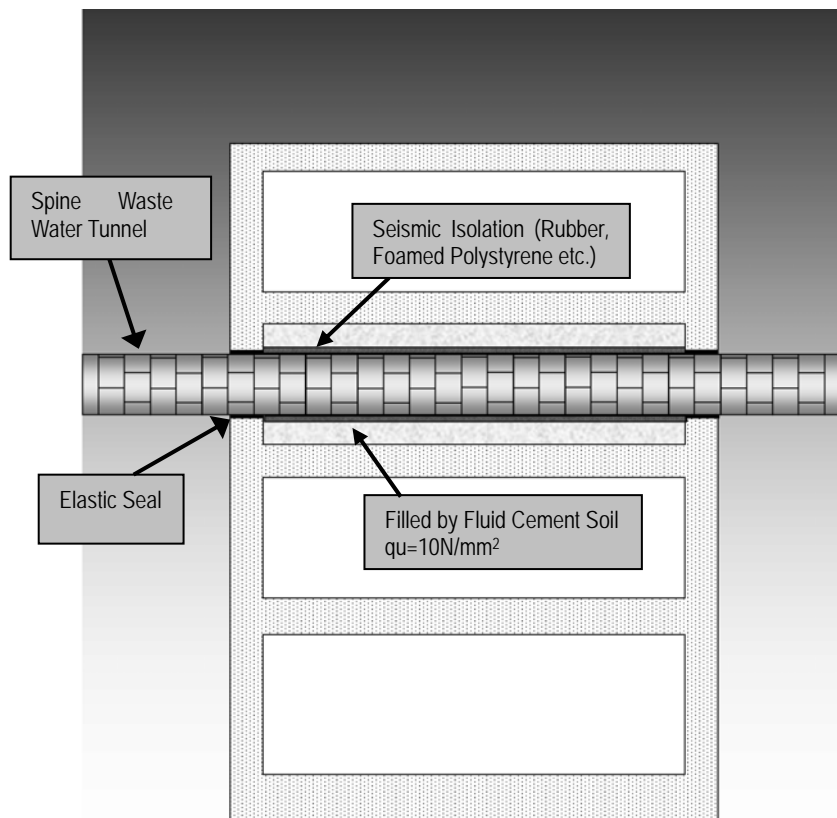 Spine Waste
Water Tunnel
Seismic Isolation (Rubber,
Foamed Polystyrene etc.)
Elastic Seal
Filled by Fluid Cement Soil
qu=10N/mm²